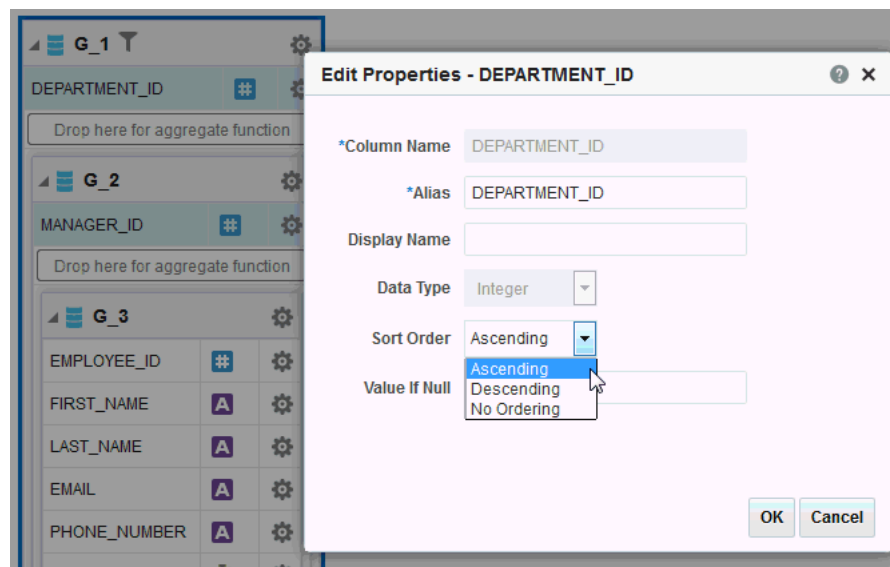 G_1
DEPARTMENT_ID #
Drop here for aggregate function
G_2
MANAGER_ID #
Drop here for aggregate function
G_3
EMPLOYEE_ID #
FIRST_NAME A
LAST_NAME A
EMAIL A
PHONE_NUMBER A
Edit Properties - DEPARTMENT_ID ?
*Column Name DEPARTMENT_ID
*Alias DEPARTMENT_ID
Display Name
Data Type Integer
Sort Order Ascending
Ascending
Descending
No Ordering
Value If Null
OK Cancel